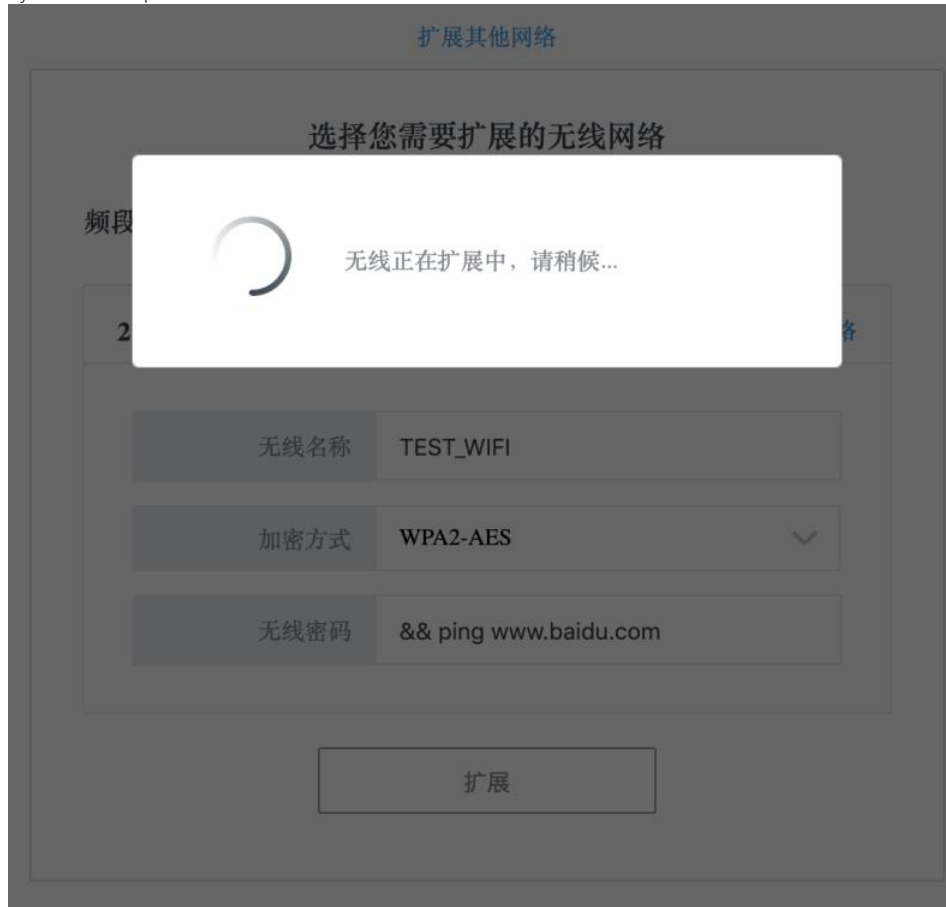 扩展其他网络
选择您需要扩展的无线网络
频段
无线正在扩展中，请稍候...
2
络
无线名称 TEST_WIFI
加密方式 WPA2-AES
无线密码 && ping www.baidu.com
扩展